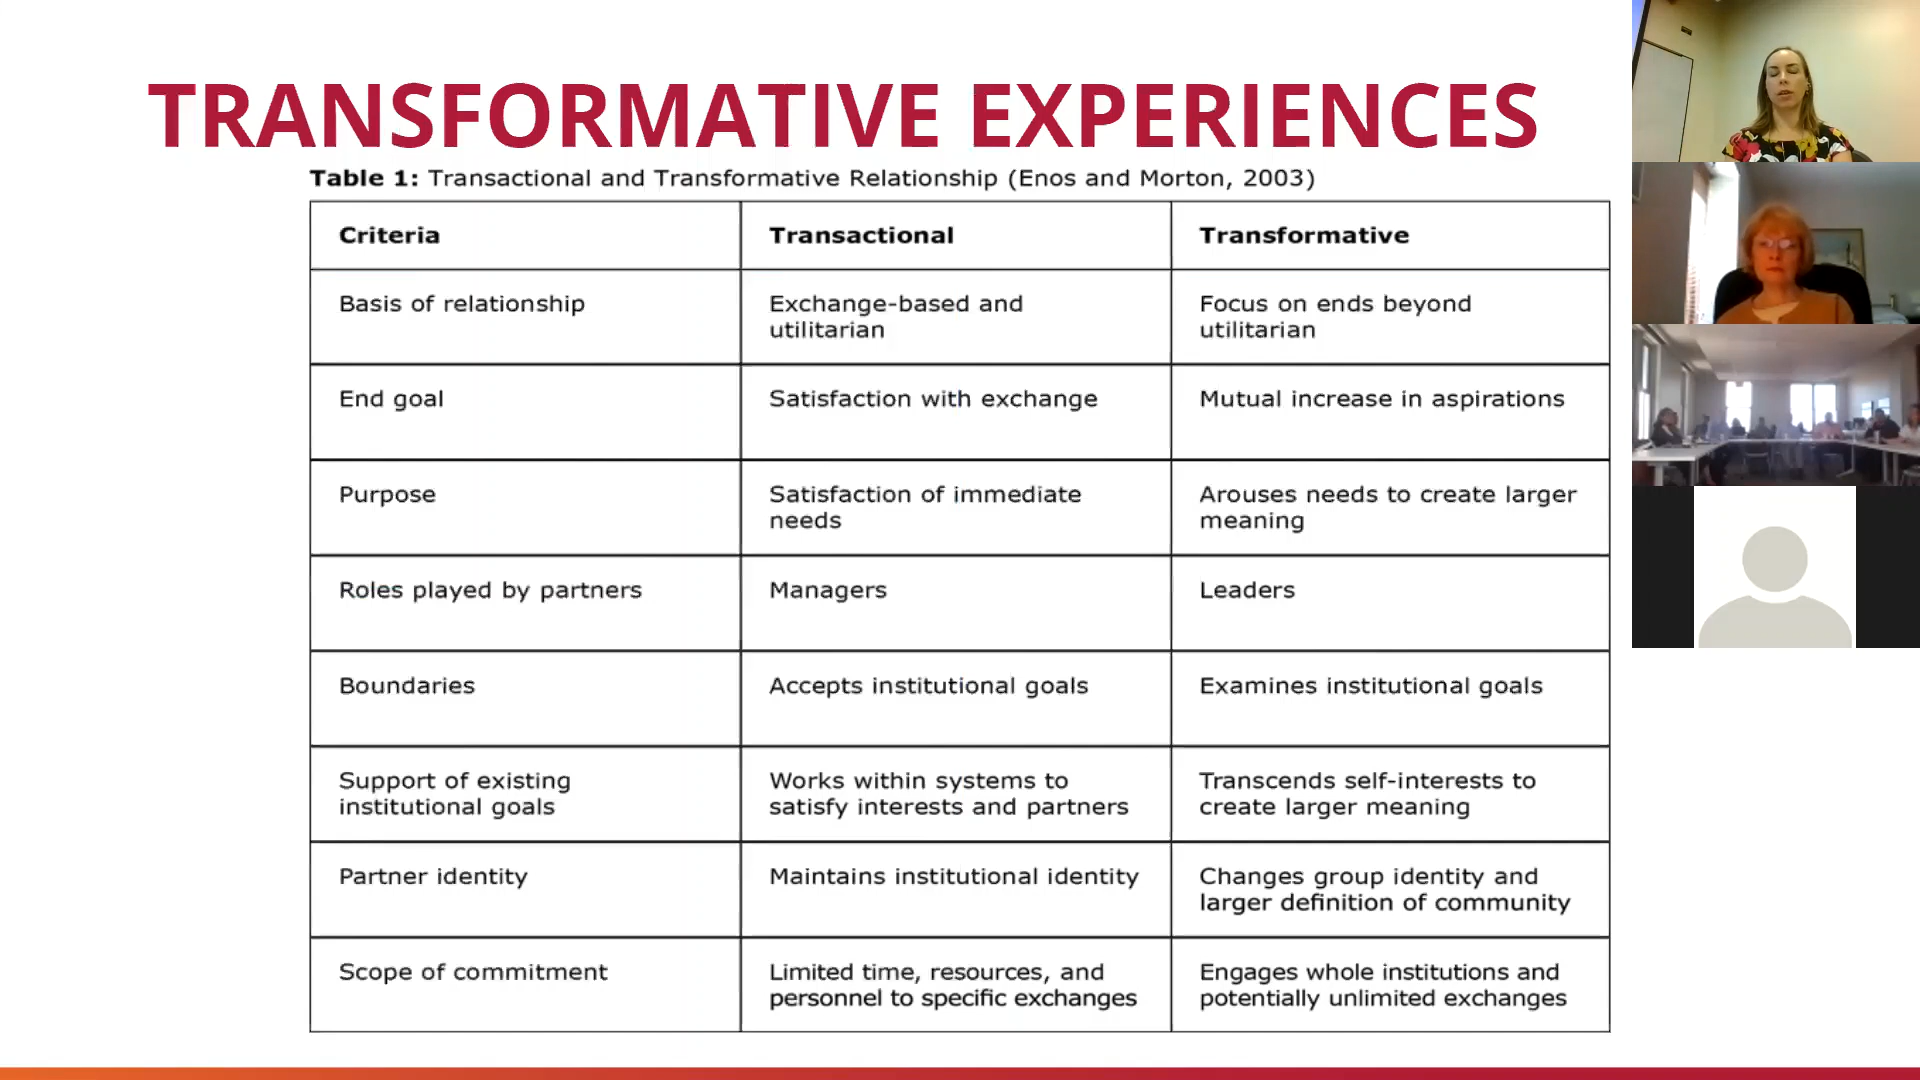 TRANSFORMATIVE EXPERIENCES
Table 1: Transactional and Transformative Relationship (Enos and Morton, 2003)
Criteria
Transactional
Transformative
Basis of relationship
Exchange-based and
utilitarian
Focus on ends beyond
utilitarian
End goal
Satisfaction with exchange
Mutual increase in aspirations
Purpose
Satisfaction of immediate
needs
Arouses needs to create larger
meaning
Roles played by partners
Managers
Leaders
Boundaries
Accepts institutional goals
Examines institutional goals
Support of existing
institutional goals
Works within systems to
satisfy interests and partners
Transcends self-interests to
create larger meaning
Partner identity
Maintains institutional identity
Changes group identity and
larger definition of community
Scope of commitment
Limited time, resources, and
personnel to specific exchanges
Engages whole institutions and
potentially unlimited exchanges